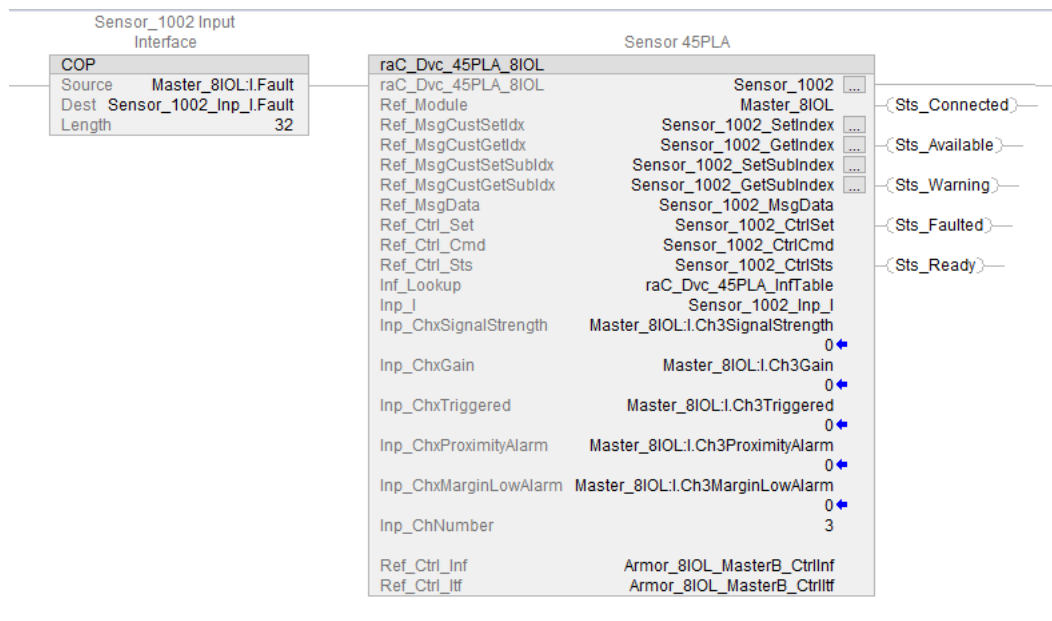 Sensor_1002 Input
Interface
COP
Source Master_8IOL:I.Fault
Dest Sensor_1002_Inp_I.Fault
Length 32
Sensor 45PLA
raC_Dvc_45PLA_8IOL
raC_Dvc_45PLA_8IOL Sensor_1002 ...
Ref_Module Master_8IOL (Sts_Connected)
Ref_MsgCustSetIdx Sensor_1002_SetIndex ...
Ref_MsgCustGetIdx Sensor_1002_GetIndex ... (Sts_Available)
Ref_MsgCustSetSubIdx Sensor_1002_SetSubIndex ...
Ref_MsgCustGetSubIdx Sensor_1002_GetSubIndex ... (Sts_Warning)
Ref_MsgData Sensor_1002_MsgData
Ref_Ctrl_Set Sensor_1002_CtrlSet (Sts_Faulted)
Ref_Ctrl_Cmd Sensor_1002_CtrlCmd
Ref_Ctrl_Sts Sensor_1002_CtrlSts (Sts_Ready)
Inf_Lookup raC_Dvc_45PLA_InfTable
Inp_I Sensor_1002_Inp_I
Inp_ChxSignalStrength Master_8IOL:I.Ch3SignalStrength
0
Inp_ChxGain Master_8IOL:I.Ch3Gain
0
Inp_ChxTriggered Master_8IOL:I.Ch3Triggered
0
Inp_ChxProximityAlarm Master_8IOL:I.Ch3ProximityAlarm
0
Inp_ChxMarginLowAlarm Master_8IOL:I.Ch3MarginLowAlarm
0
Inp_ChNumber 3
Ref_Ctrl_Inf Armor_8IOL_MasterB_CtrlInf
Ref_Ctrl_Itf Armor_8IOL_MasterB_CtrlItf